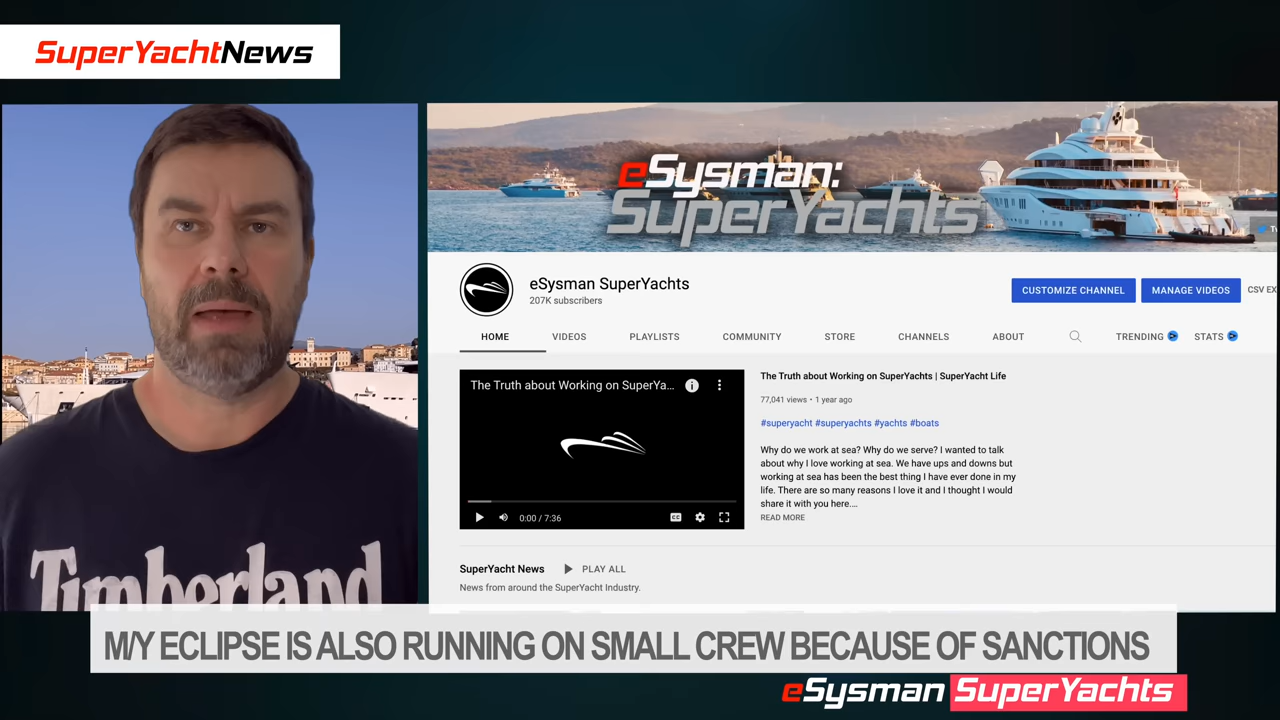 SuperYachtNews
eSysman:
SuperYachts
eSysman SuperYachts
207K subscribers
CUSTOMIZE CHANNEL
MANAGE VIDEOS
CSV EX
HOME
VIDEOS
PLAYLISTS
COMMUNITY
STORE
CHANNELS
ABOUT
TRENDING
STATS
The Truth about Working on SuperYa...
0:00 / 7:36
CC
The Truth about Working on SuperYachts | SuperYacht Life
77,041 views • 1 year ago
#superyacht #superyachts #yachts #boats
Why do we work at sea? Why do we serve? I wanted to talk
about why I love working at sea. We have ups and downs but
working at sea has been the best thing I have ever done in my
life. There are so many reasons I love it and I thought I would
share it with you here....
READ MORE
SuperYacht News
PLAY ALL
News from around the SuperYacht Industry.
Timberland
M/Y ECLIPSE IS ALSO RUNNING ON SMALL CREW BECAUSE OF SANCTIONS
eSysman SuperYachts